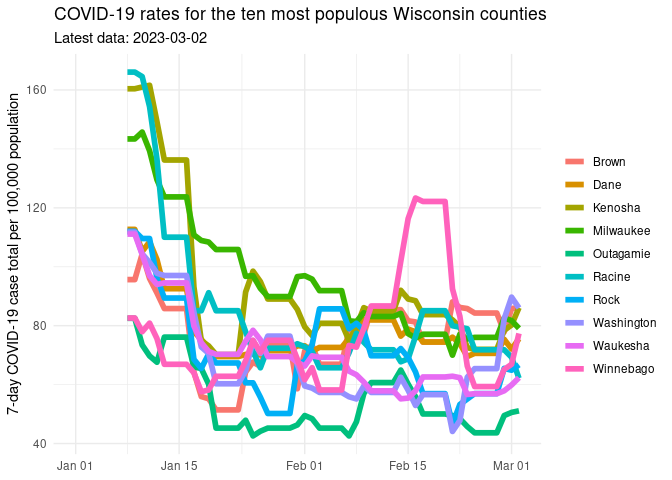 COVID-19 rates for the ten most populous Wisconsin counties
Latest data: 2023-03-02
7-day COVID-19 case total per 100,000 population
160
120
80
40
Jan 01
Jan 15
Feb 01
Feb 15
Mar 01
Brown
Dane
Kenosha
Milwaukee
Outagamie
Racine
Rock
Washington
Waukesha
Winnebago